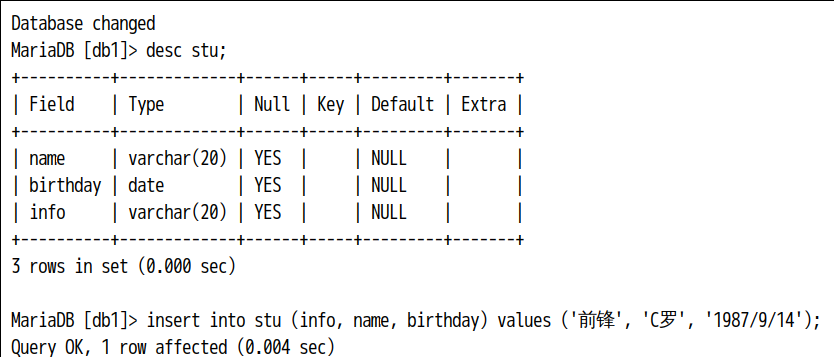 Database changed
MariaDB [db1]> desc stu;
+----------+-------------+------+-----+---------+-------+
| Field    | Type        | Null | Key | Default | Extra |
+----------+-------------+------+-----+---------+-------+
| name     | varchar(20) | YES  |     | NULL    |       |
| birthday | date        | YES  |     | NULL    |       |
| info     | varchar(20) | YES  |     | NULL    |       |
+----------+-------------+------+-----+---------+-------+
3 rows in set (0.000 sec)

MariaDB [db1]> insert into stu (info, name, birthday) values ('前锋', 'C罗', '1987/9/14');
Query OK, 1 row affected (0.004 sec)